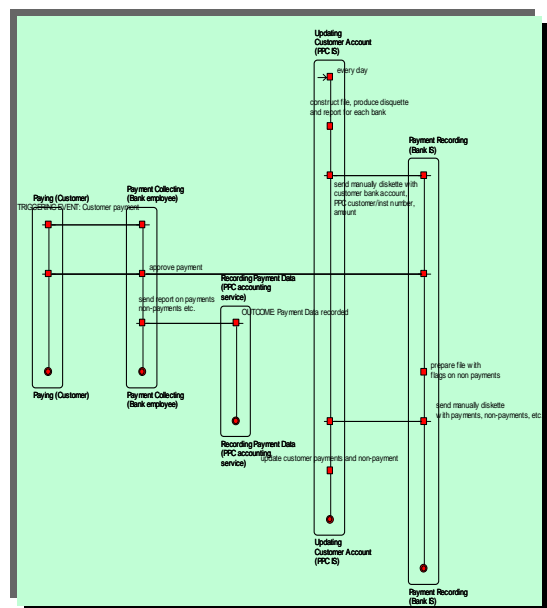 Updating
Customer Account
(PPC IS)
every day
construct file, produce disquette
and report for each bank
Payment Recording
(Bank IS)
send manually diskette with
customer bank account,
PPC customer/inst number,
amount
Paying (Customer)
Payment Collecting
(Bank employee)
TRIGGERING EVENT: Customer payment
approve payment
Recording Payment Data
(PPC accounting
service)
send report on payments
non-payments etc.
OUTCOME: Payment Data recorded
prepare file with
flags on non payments
Paying (Customer)
Payment Collecting
(Bank employee)
send manually diskette
with payments, non-payments, etc
Recording Payment Data
(PPC accounting
service)
update customer payments and non-payment
Updating
Customer Account
(PPC IS)
Payment Recording
(Bank IS)